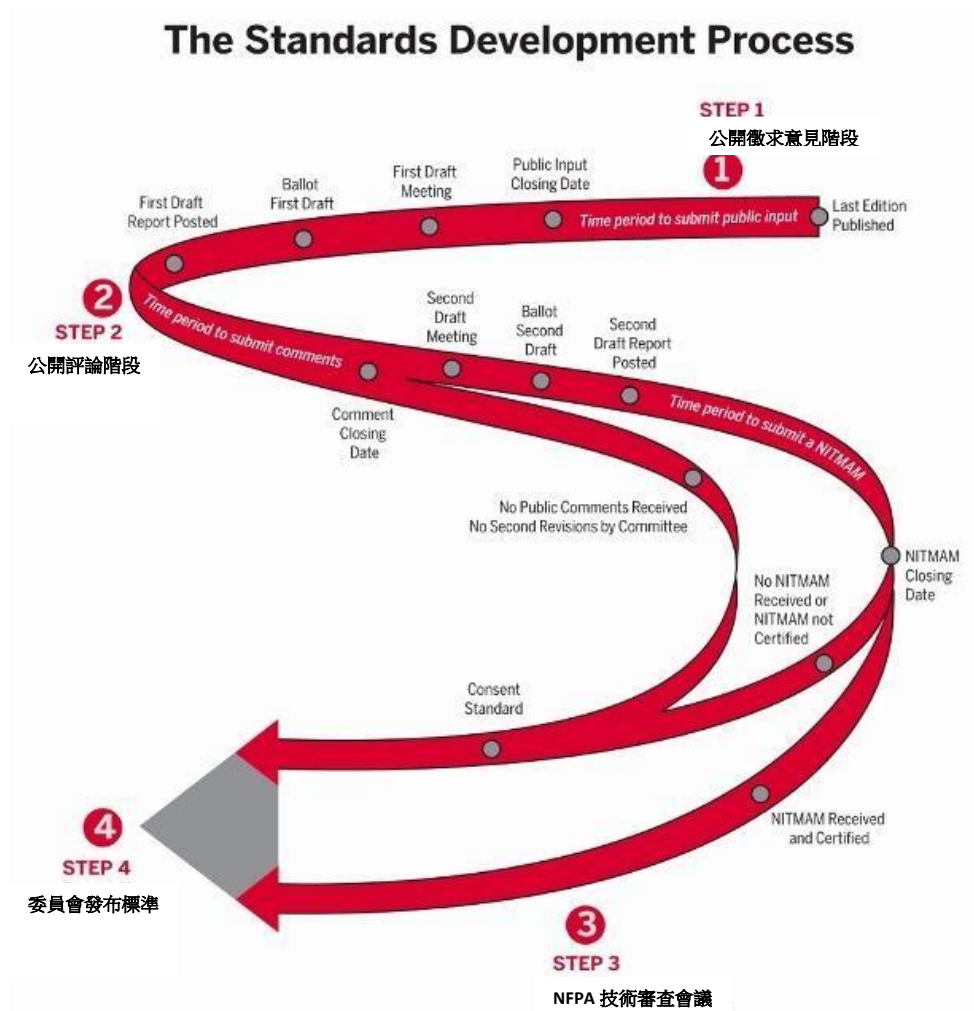 The Standards Development Process
STEP 1
公開徵求意見階段
1
Public Input
Closing Date
First Draft
Meeting
Ballot
First Draft
First Draft
Report Posted
Time period to submit public input
Last Edition
Published
2
STEP 2
公開評論階段
Time period to submit comments
Second
Draft
Meeting
Ballot
Second
Draft
Second
Draft Report
Posted
Time period to submit a NITMAM
Comment
Closing
Date
No Public Comments Received
No Second Revisions by Committee
NITMAM
Closing
Date
No NITMAM
Received or
NITMAM not
Certified
Consent
Standard
NITMAM Received
and Certified
4
STEP 4
委員會發布標準
3
STEP 3
NFPA 技術審查會議